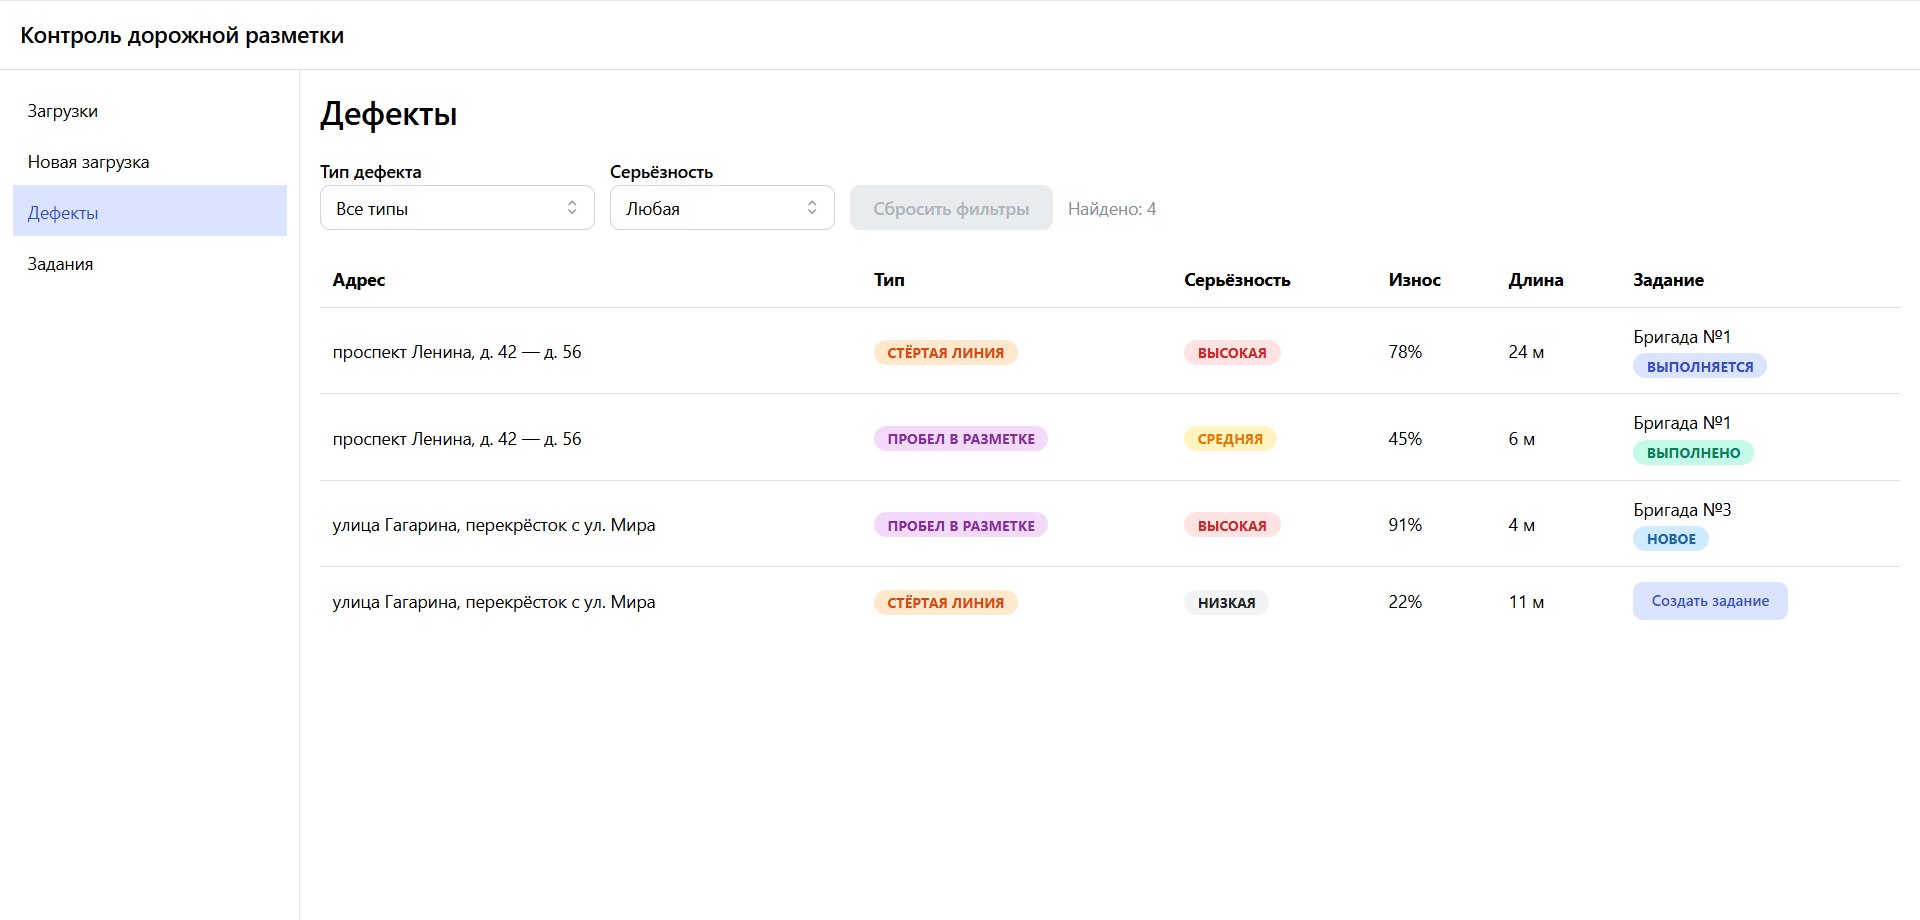 Контроль дорожной разметки
Загрузки
Новая загрузка
Дефекты
Задания
Дефекты
Тип дефекта
Серьёзность
Все типы
Любая
Сбросить фильтры
Найдено: 4
Адрес Тип Серьёзность Износ Длина Задание
проспект Ленина, д. 42 — д. 56 СТЁРТАЯ ЛИНИЯ ВЫСОКАЯ 78% 24 м Бригада №1
ВЫПОЛНЯЕТСЯ
проспект Ленина, д. 42 — д. 56 ПРОБЕЛ В РАЗМЕТКЕ СРЕДНЯЯ 45% 6 м Бригада №1
ВЫПОЛНЕНО
улица Гагарина, перекрёсток с ул. Мира ПРОБЕЛ В РАЗМЕТКЕ ВЫСОКАЯ 91% 4 м Бригада №3
НОВОЕ
улица Гагарина, перекрёсток с ул. Мира СТЁРТАЯ ЛИНИЯ НИЗКАЯ 22% 11 м Создать задание